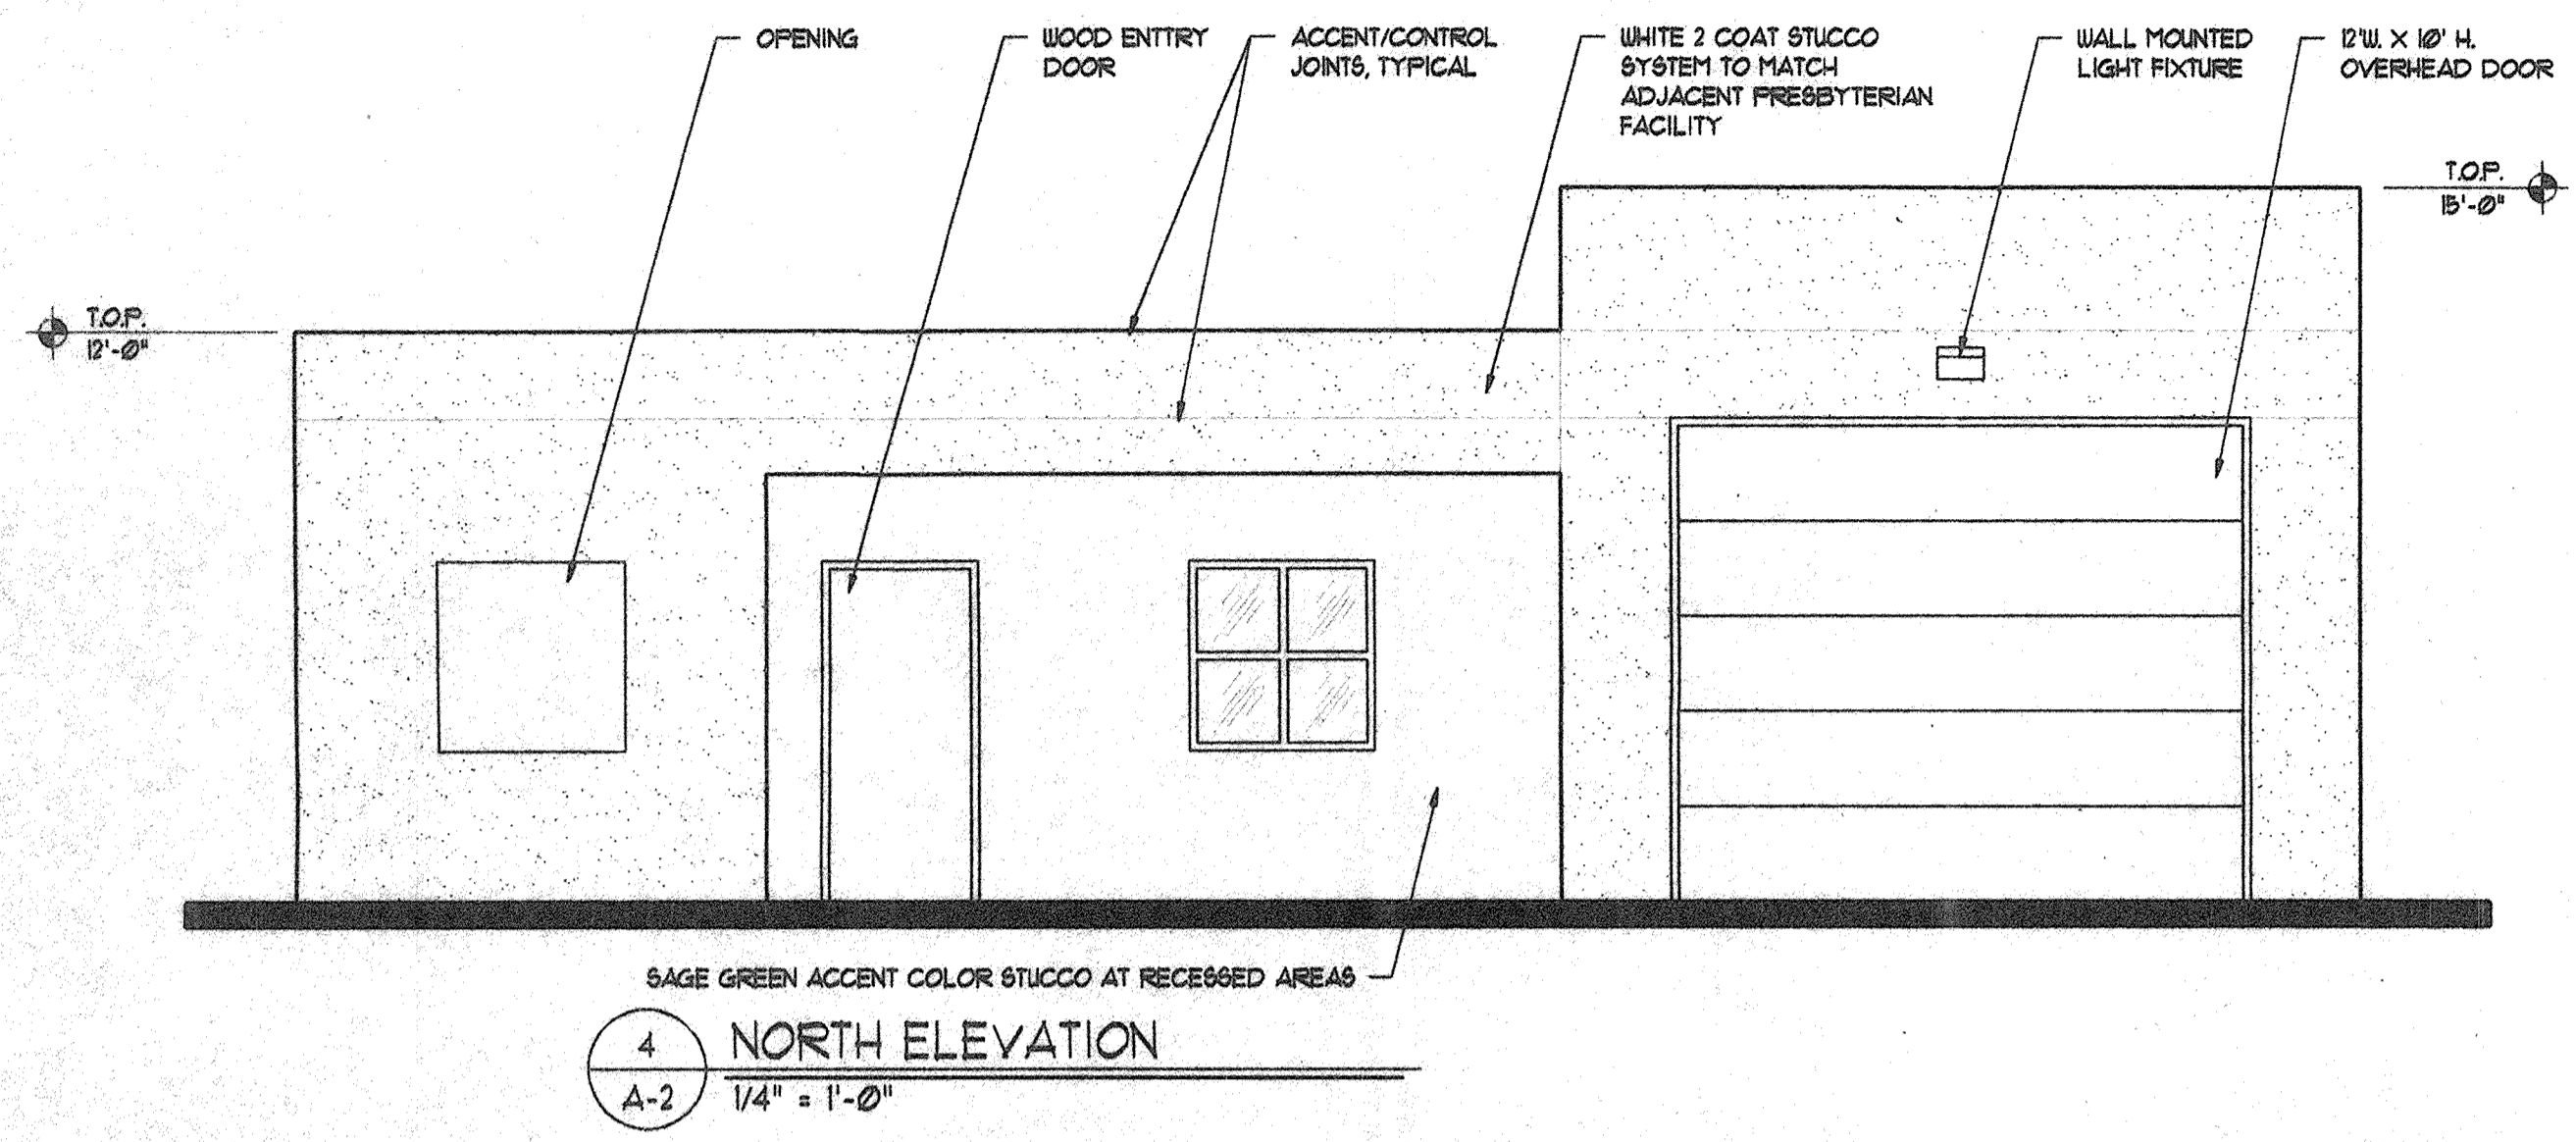 OPENING
WOOD ENTTRY
DOOR
ACCENT/CONTROL
JOINTS, TYPICAL
WHITE 2 COAT STUCCO
SYSTEM TO MATCH
ADJACENT PRESBYTERIAN
FACILITY
WALL MOUNTED
LIGHT FIXTURE
12'W. X 10' H.
OVERHEAD DOOR
T.O.P.
15'-0"
T.O.P.
12'-0"
SAGE GREEN ACCENT COLOR STUCCO AT RECESSED AREAS
4
A-2
NORTH ELEVATION
1/4" = 1'-0"